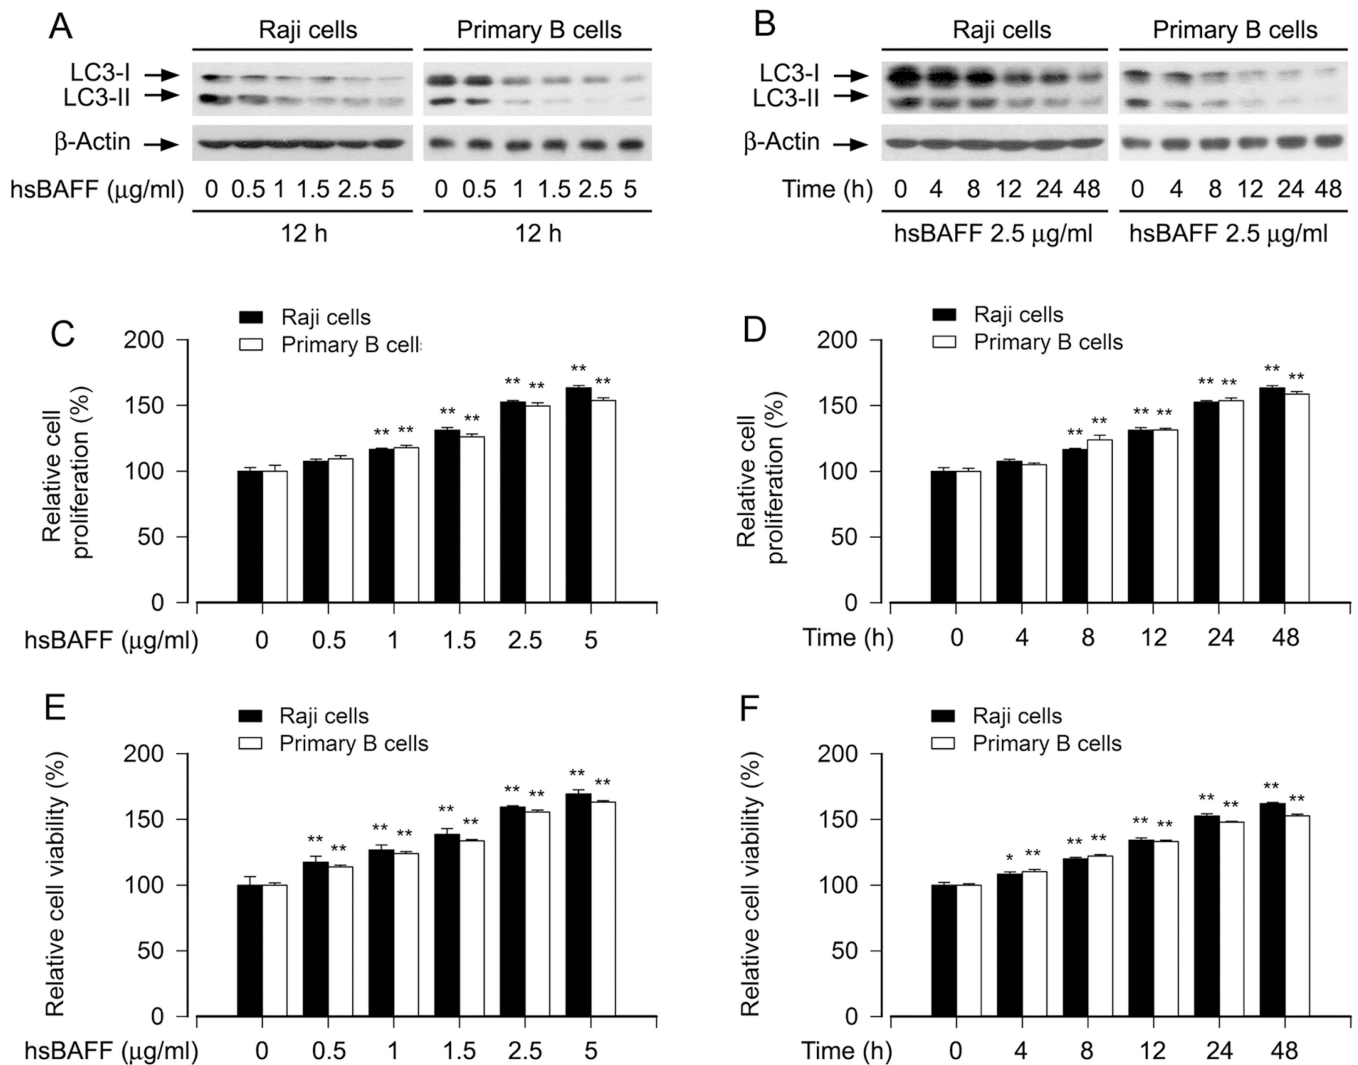 A
Raji cells
Primary B cells
LC3-I
LC3-II
β-Actin
hsBAFF (μg/ml) 0 0.5 1 1.5 2.5 5 0 0.5 1 1.5 2.5 5
12 h 12 h
B
Raji cells
Primary B cells
LC3-I
LC3-II
β-Actin
Time (h) 0 4 8 12 24 48 0 4 8 12 24 48
hsBAFF 2.5 μg/ml hsBAFF 2.5 μg/ml
C
Raji cells
Primary B cell
Relative cell
proliferation (%)
200
** ** ** ** ** ** ** **
150
100
50
0
hsBAFF (μg/ml) 0 0.5 1 1.5 2.5 5
D
Raji cells
Primary B cells
Relative cell
proliferation (%)
200
** ** ** ** ** ** ** **
150
100
50
0
Time (h) 0 4 8 12 24 48
E
Raji cells
Primary B cells
Relative cell viability (%)
200
** ** ** ** ** ** ** ** ** **
150
100
50
0
hsBAFF (μg/ml) 0 0.5 1 1.5 2.5 5
F
Raji cells
Primary B cells
Relative cell viability (%)
200
* ** ** ** ** ** ** ** ** **
150
100
50
0
Time (h) 0 4 8 12 24 48